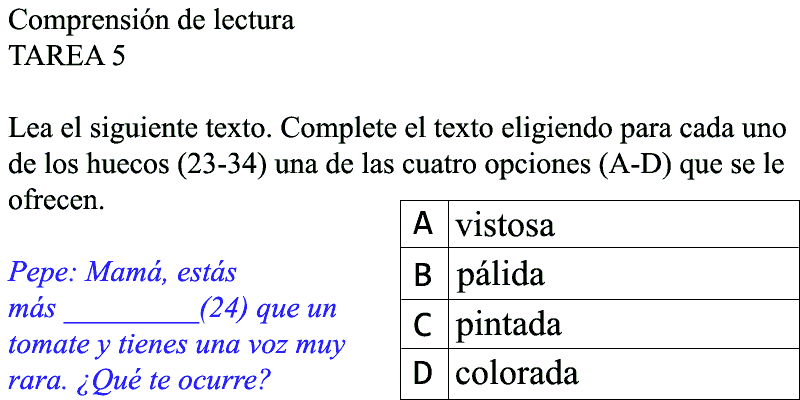 Comprensión de lectura
TAREA 5
Lea el siguiente texto. Complete el texto eligiendo para cada uno
de los huecos (23-34) una de las cuatro opciones (A-D) que se le
ofrecen.
Pepe: Mamá, estás
más _________(24) que un
tomate y tienes una voz muy
rara. ¿Qué te ocurre?
A vistosa
B pálida
C pintada
D colorada